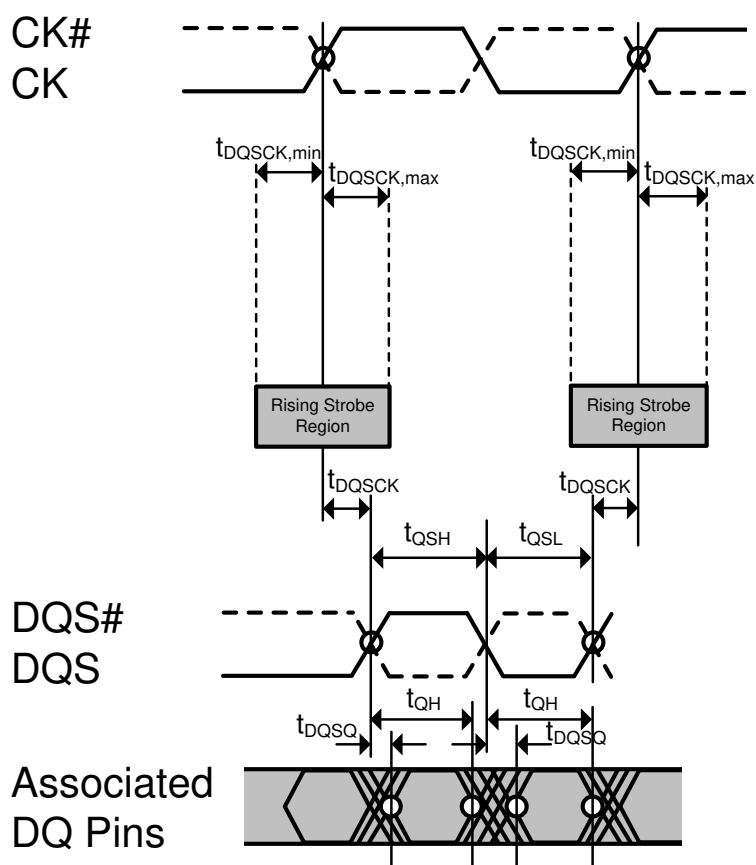 CK#
CK
tDQSCK,min
tDQSCK,max
tDQSCK,min
tDQSCK,max
Rising Strobe
Region
Rising Strobe
Region
tDQSCK
tDQSCK
tQSH
tQSL
DQS#
DQS
tQH
tQH
tDQSQ
tDQSQ
Associated
DQ Pins